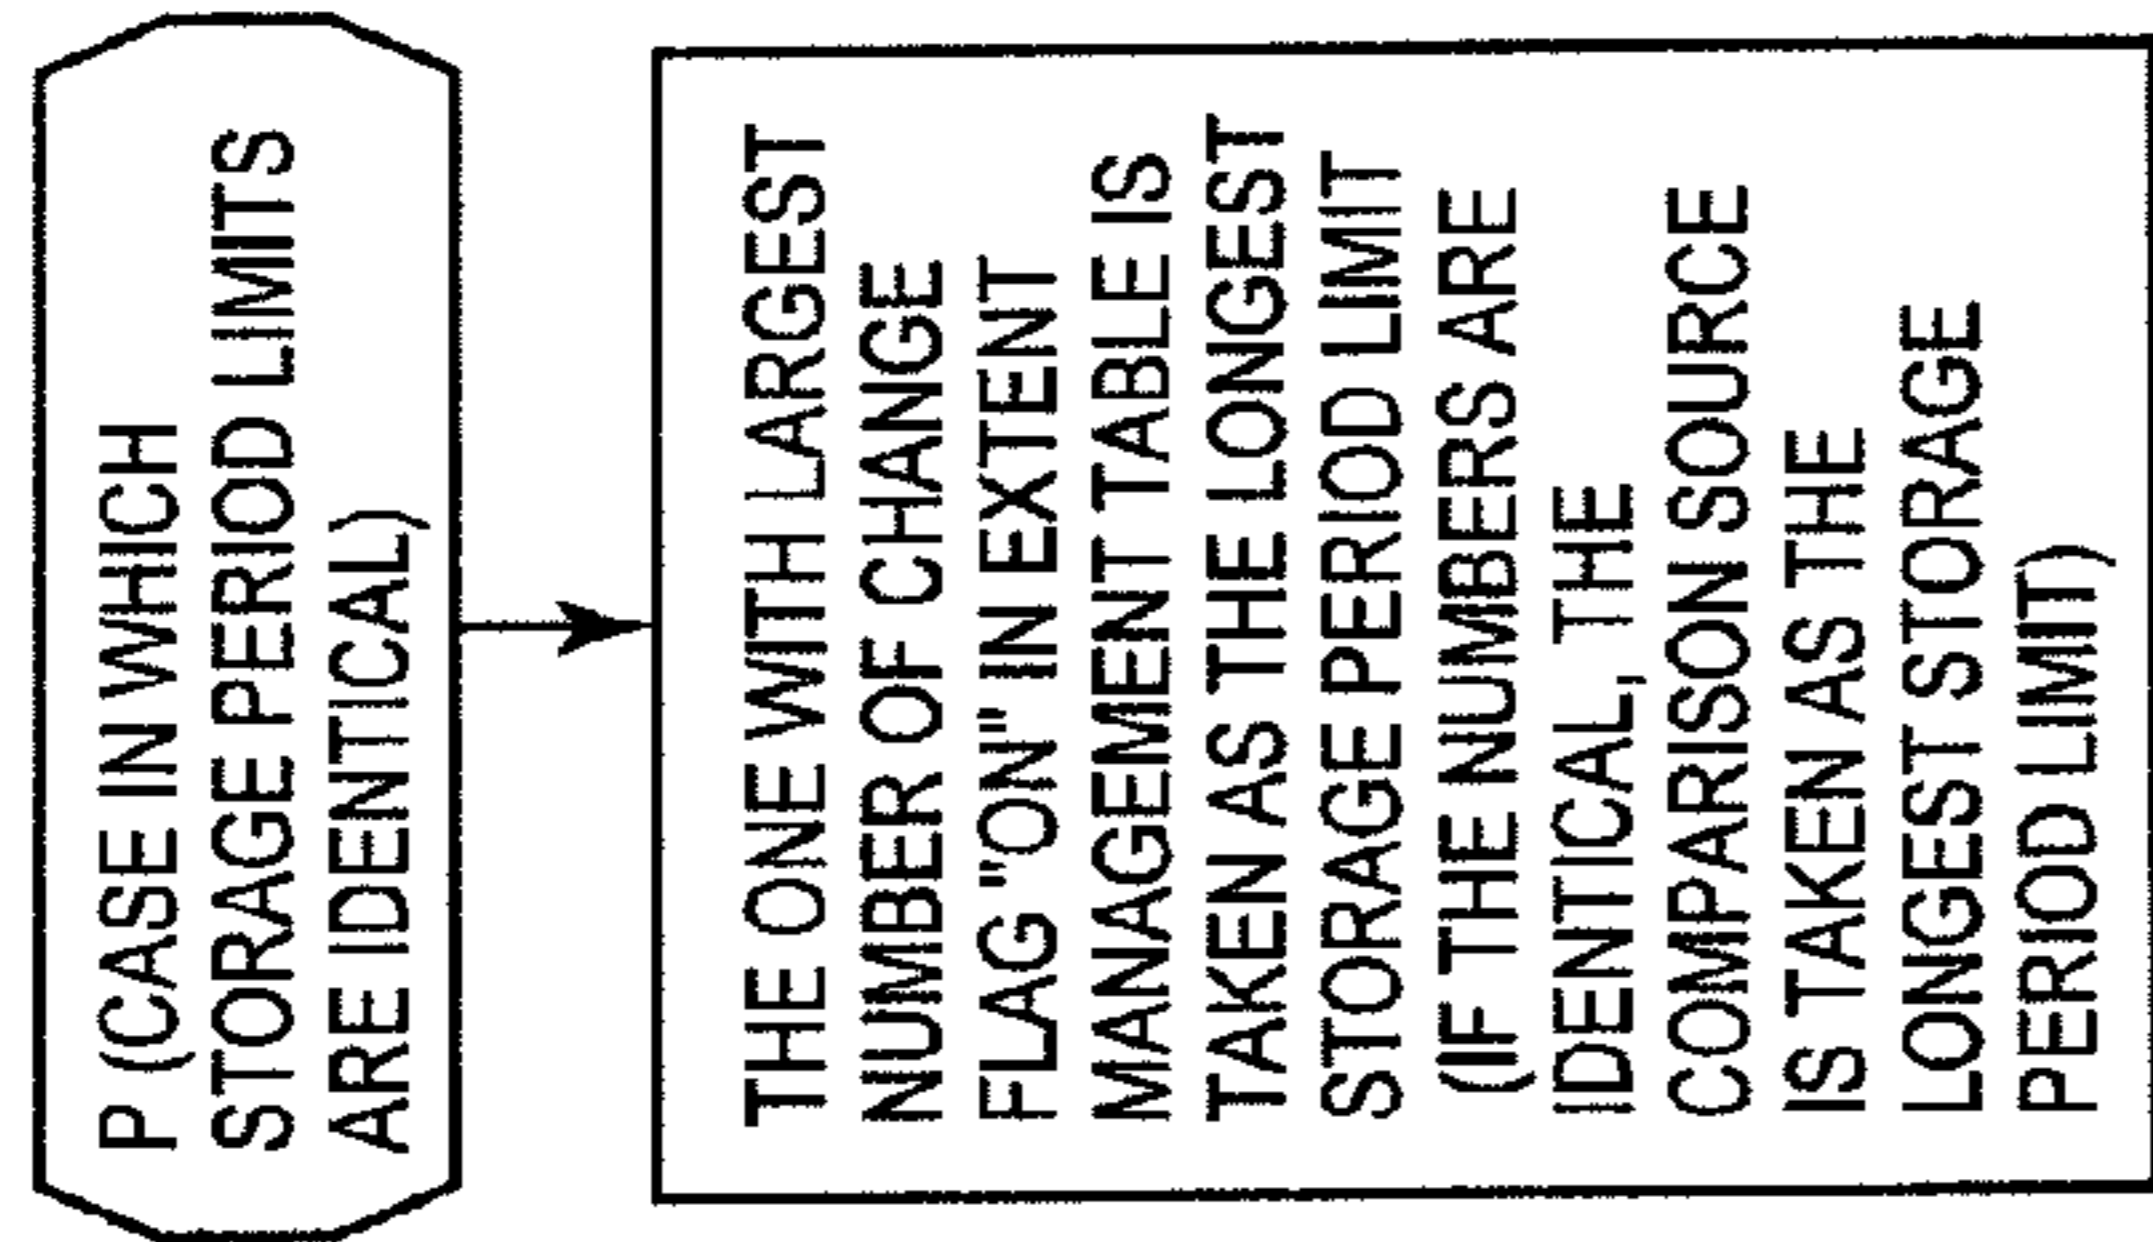 P (CASE IN WHICH
STORAGE PERIOD LIMITS
ARE IDENTICAL)
THE ONE WITH LARGEST
NUMBER OF CHANGE
FLAG "ON" IN EXTENT
MANAGEMENT TABLE IS
TAKEN AS THE LONGEST
STORAGE PERIOD LIMIT
(IF THE NUMBERS ARE
IDENTICAL, THE
COMPARISON SOURCE
IS TAKEN AS THE
LONGEST STORAGE
PERIOD LIMIT)